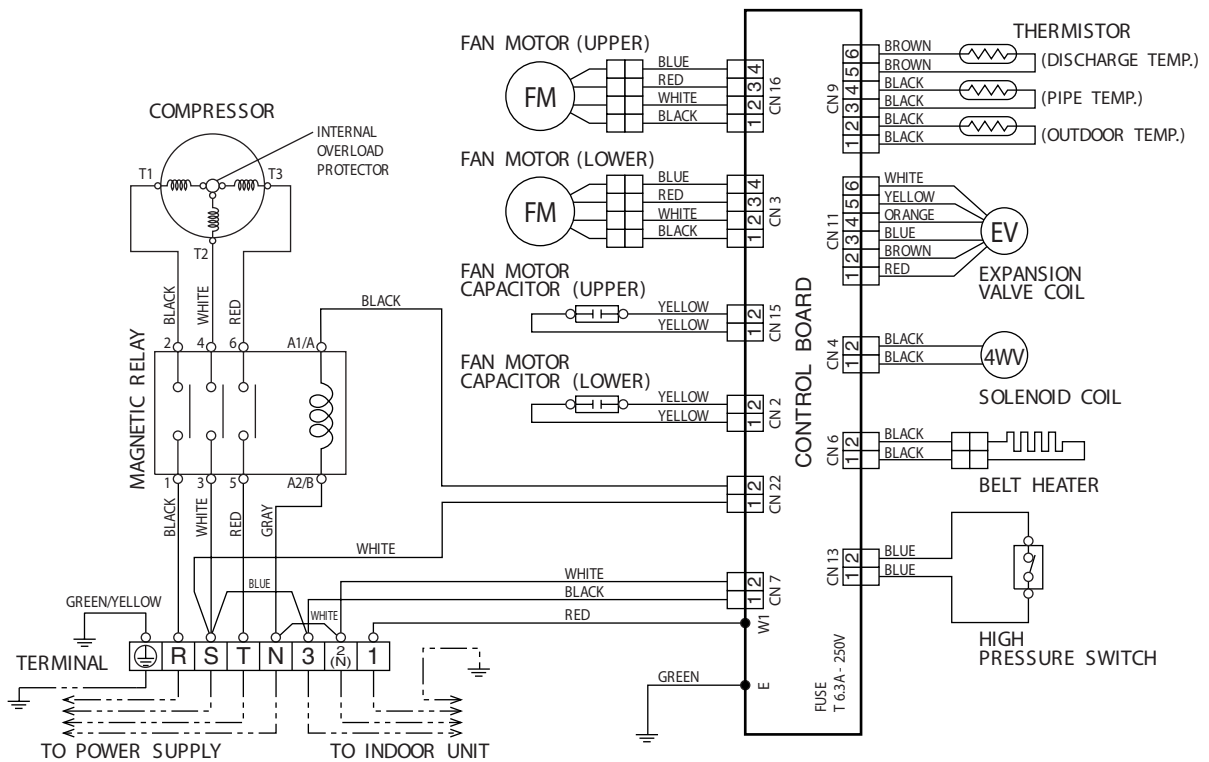 COMPRESSOR
INTERNAL
OVERLOAD
PROTECTOR
T1
T3
T2
BLACK
WHITE
RED
BLACK
MAGNETIC RELAY
2
4
6
A1/A
1
3
5
A2/B
BLACK
WHITE
RED
GRAY
WHITE
BLUE
WHITE
GREEN/YELLOW
TERMINAL
R
S
T
N
3
2
(N)
1
TO POWER SUPPLY
TO INDOOR UNIT
FAN MOTOR (UPPER)
FM
BLUE
RED
WHITE
BLACK
4
3
2
1
CN 16
FAN MOTOR (LOWER)
FM
BLUE
RED
WHITE
BLACK
4
3
2
1
CN 3
FAN MOTOR
CAPACITOR (UPPER)
YELLOW
YELLOW
2
1
CN 15
FAN MOTOR
CAPACITOR (LOWER)
YELLOW
YELLOW
2
1
CN 2
2
1
CN 22
WHITE
BLACK
2
1
CN 7
RED
W1
GREEN
E
CONTROL BOARD
FUSE
T 6.3A - 250V
THERMISTOR
CN 9
6
5
4
3
2
1
BROWN
BROWN
(DISCHARGE TEMP.)
BLACK
BLACK
(PIPE TEMP.)
BLACK
BLACK
(OUTDOOR TEMP.)
CN 11
6
5
4
3
2
1
WHITE
YELLOW
ORANGE
BLUE
BROWN
RED
EV
EXPANSION
VALVE COIL
CN 4
2
1
BLACK
BLACK
4WV
SOLENOID COIL
CN 6
2
1
BLACK
BLACK
BELT HEATER
CN 13
2
1
BLUE
BLUE
HIGH
PRESSURE SWITCH